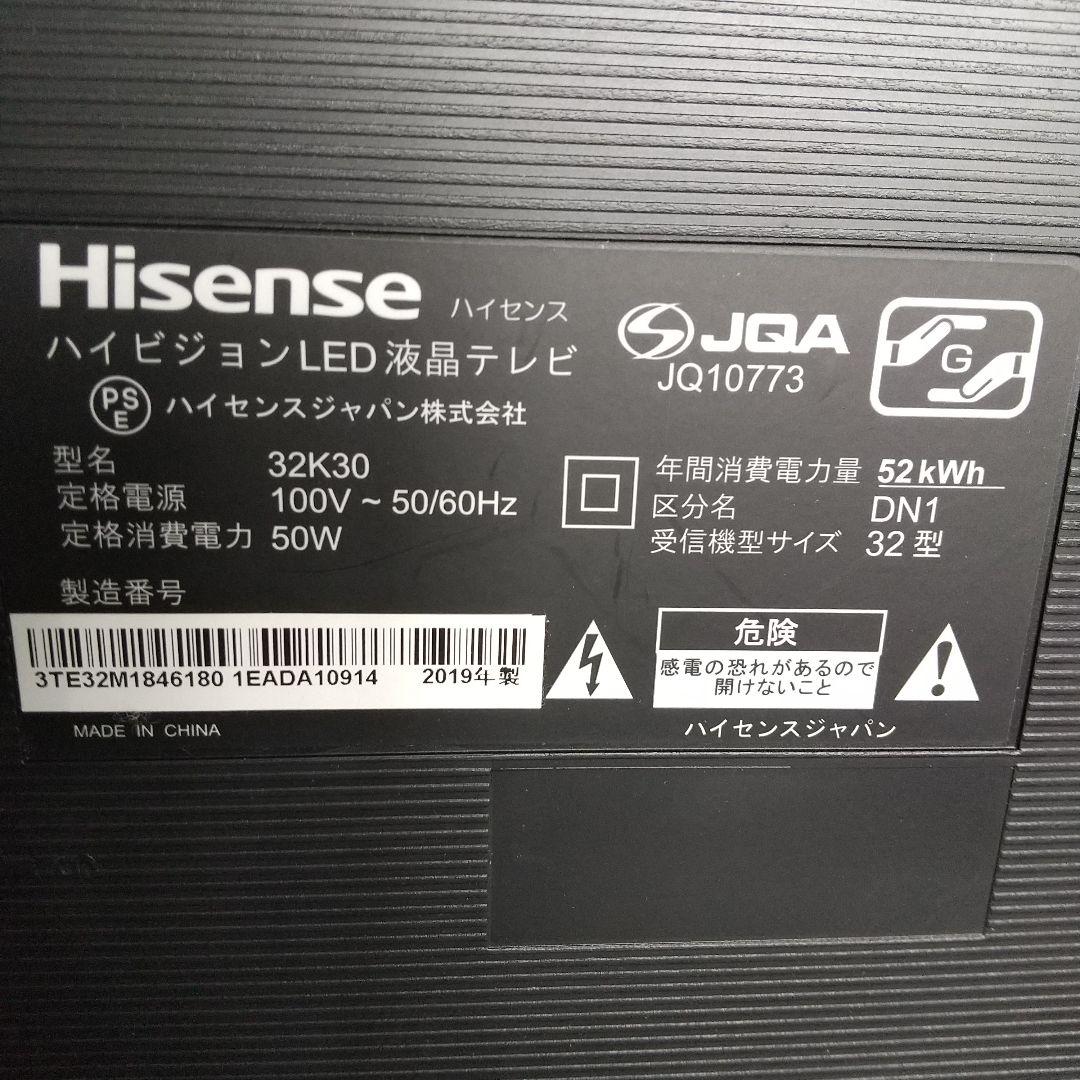 Hisense ハイセンス
ハイビジョンLED液晶テレビ
PSE ハイセンスジャパン株式会社
JQA
JQ10773
G
型名 32K30
定格電源 100V ~ 50/60Hz
定格消費電力 50W
年間消費電力量 52kWh
区分名 DN1
受信機型サイズ 32型
製造番号
3TE32M1846180 1EADA10914 2019年製
MADE IN CHINA
危険
感電の恐れがあるので
開けないこと
ハイセンスジャパン